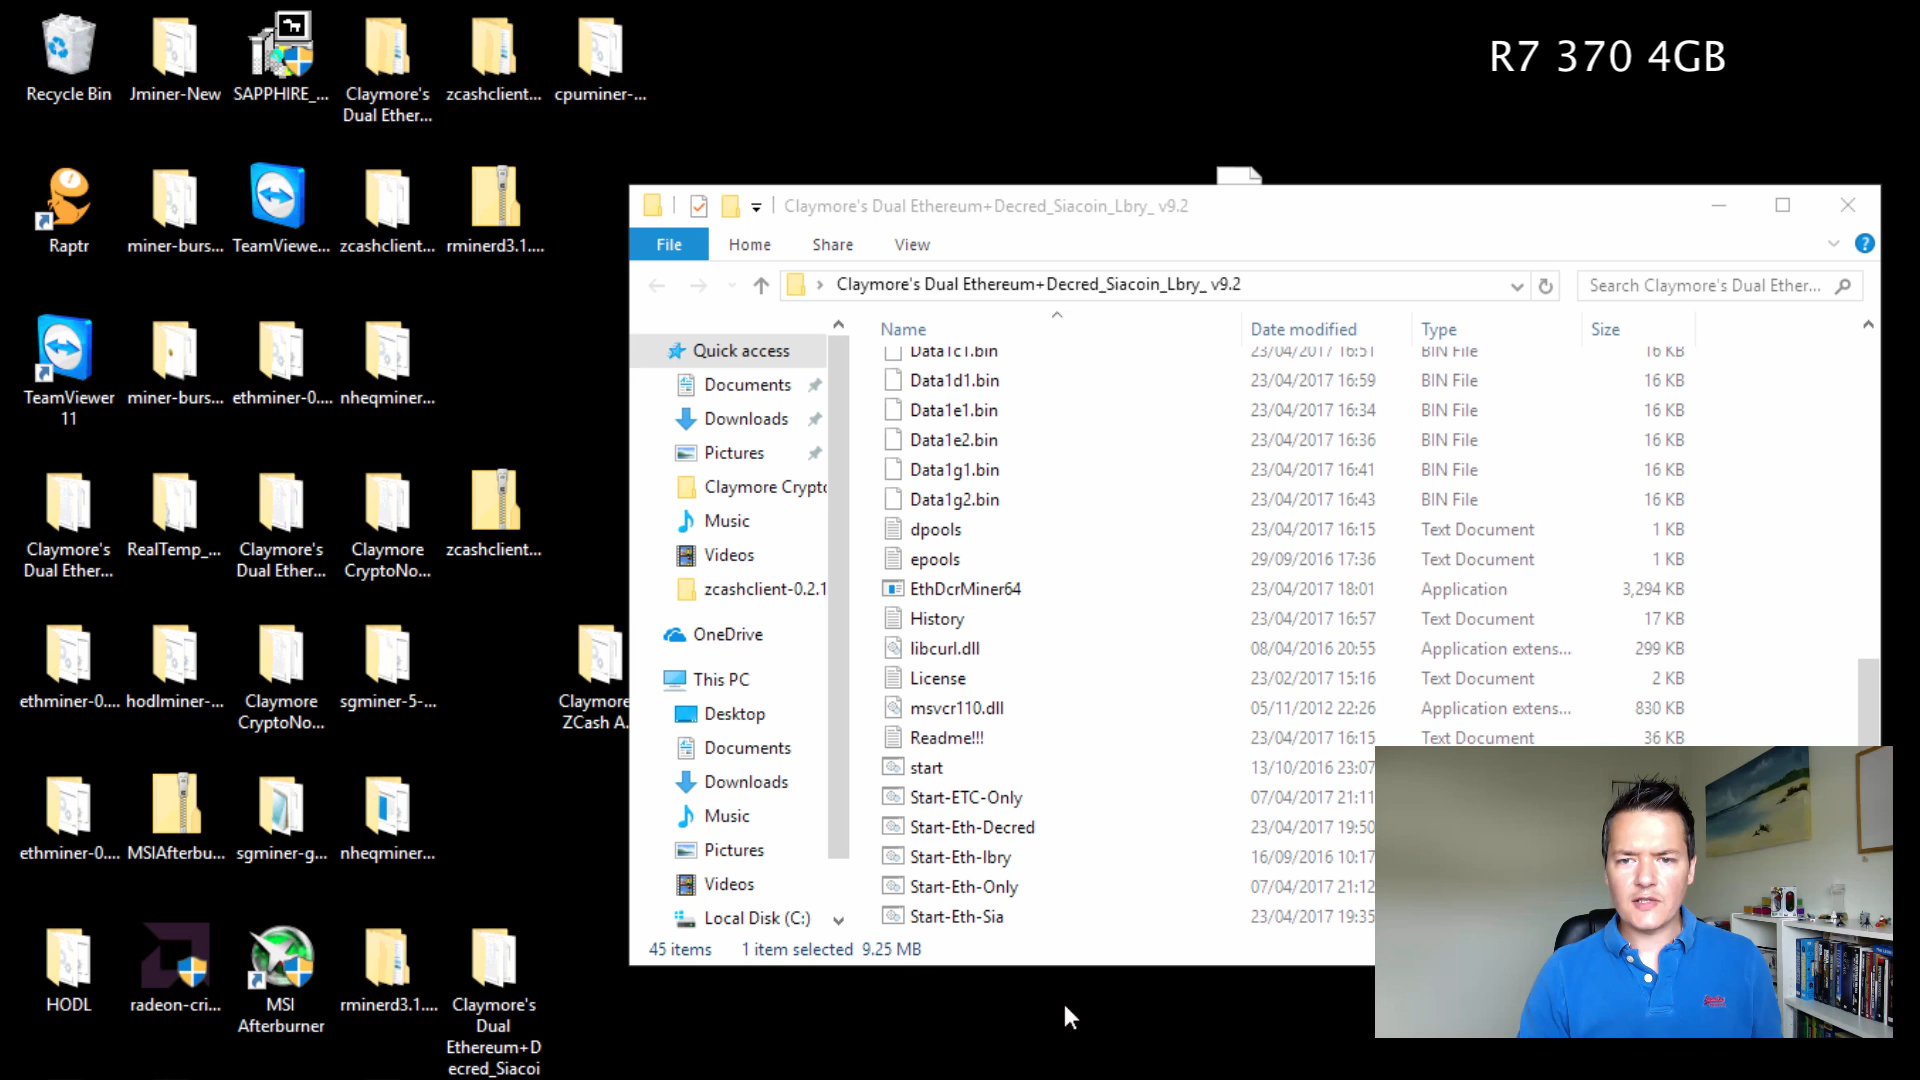 R7 370 4GB
Recycle Bin
Jminer-New
SAPPHIRE_...
Claymore's
Dual Ether...
zcashclient...
cpuminer-...
Raptr
miner-burs...
TeamViewe...
zcashclient...
rminerd3.1....
TeamViewer
11
miner-burs...
ethminer-0....
nheqminer...
Claymore's
Dual Ether...
RealTemp_...
Claymore's
Dual Ether...
Claymore
CryptoNo...
zcashclient...
ethminer-0....
hodlminer-...
Claymore
CryptoNo...
sgminer-5-...
Claymore
ZCash A.
ethminer-0....
MSIAfterbu...
sgminer-g...
nheqminer...
HODL
radeon-cri...
MSI
Afterburner
rminerd3.1....
Claymore's
Dual
Ethereum+D
ecred_Siacoi
Claymore's Dual Ethereum+Decred_Siacoin_Lbry_ v9.2
File Home Share View
Claymore's Dual Ethereum+Decred_Siacoin_Lbry_ v9.2
Search Claymore's Dual Ether...
Quick access
Documents
Downloads
Pictures
Claymore Crypto
Music
Videos
zcashclient-0.2.1
OneDrive
This PC
Desktop
Documents
Downloads
Music
Pictures
Videos
Local Disk (C:)
Name Date modified Type Size
Data1c1.bin 23/04/2017 16:51 BIN File 16 KB
Data1d1.bin 23/04/2017 16:59 BIN File 16 KB
Data1e1.bin 23/04/2017 16:34 BIN File 16 KB
Data1e2.bin 23/04/2017 16:36 BIN File 16 KB
Data1g1.bin 23/04/2017 16:41 BIN File 16 KB
Data1g2.bin 23/04/2017 16:43 BIN File 16 KB
dpools 23/04/2017 16:15 Text Document 1 KB
epools 29/09/2016 17:36 Text Document 1 KB
EthDcrMiner64 23/04/2017 18:01 Application 3,294 KB
History 23/04/2017 16:57 Text Document 17 KB
libcurl.dll 08/04/2016 20:55 Application extens... 299 KB
License 23/02/2017 15:16 Text Document 2 KB
msvcr110.dll 05/11/2012 22:26 Application extens... 830 KB
Readme!!! 23/04/2017 16:15 Text Document 36 KB
start 13/10/2016 23:07
Start-ETC-Only 07/04/2017 21:11
Start-Eth-Decred 23/04/2017 19:50
Start-Eth-lbry 16/09/2016 10:17
Start-Eth-Only 07/04/2017 21:12
Start-Eth-Sia 23/04/2017 19:35
45 items 1 item selected 9.25 MB